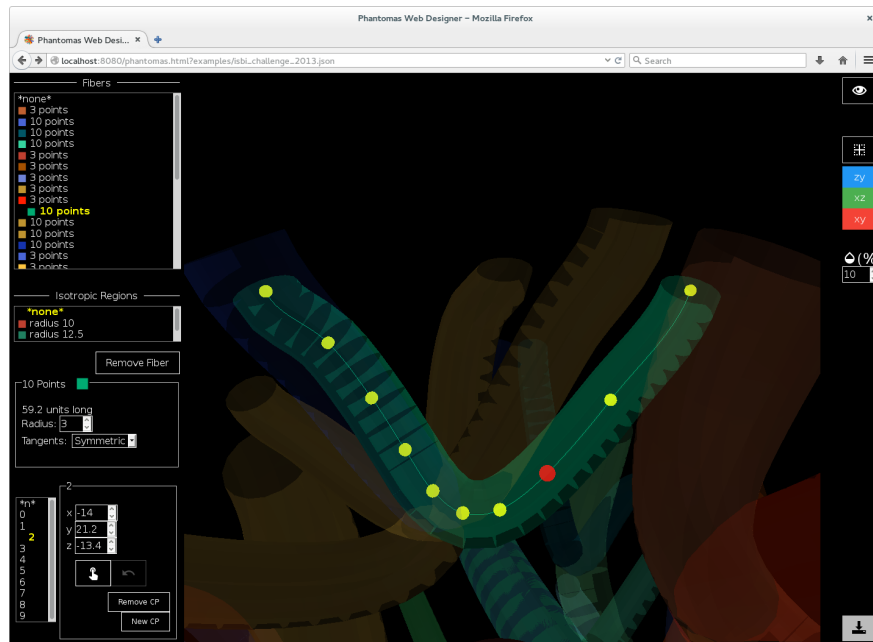 Phantomas Web Designer – Mozilla Firefox
Phantomas Web Desi...
localhost:8080/phantomas.html?examples/isbi_challenge_2013.json
Search
Fibers
*none*
3 points
10 points
10 points
10 points
3 points
3 points
3 points
3 points
3 points
10 points
10 points
10 points
10 points
3 points
3 points
zy
xz
xy
(%
10
Isotropic Regions
*none*
radius 10
radius 12.5
Remove Fiber
10 Points
59.2 units long
Radius: 3
Tangents: Symmetric
*n*
0
1
2
3
4
5
6
7
8
9
2
x -14
y 21.2
z -13.4
Remove CP
New CP